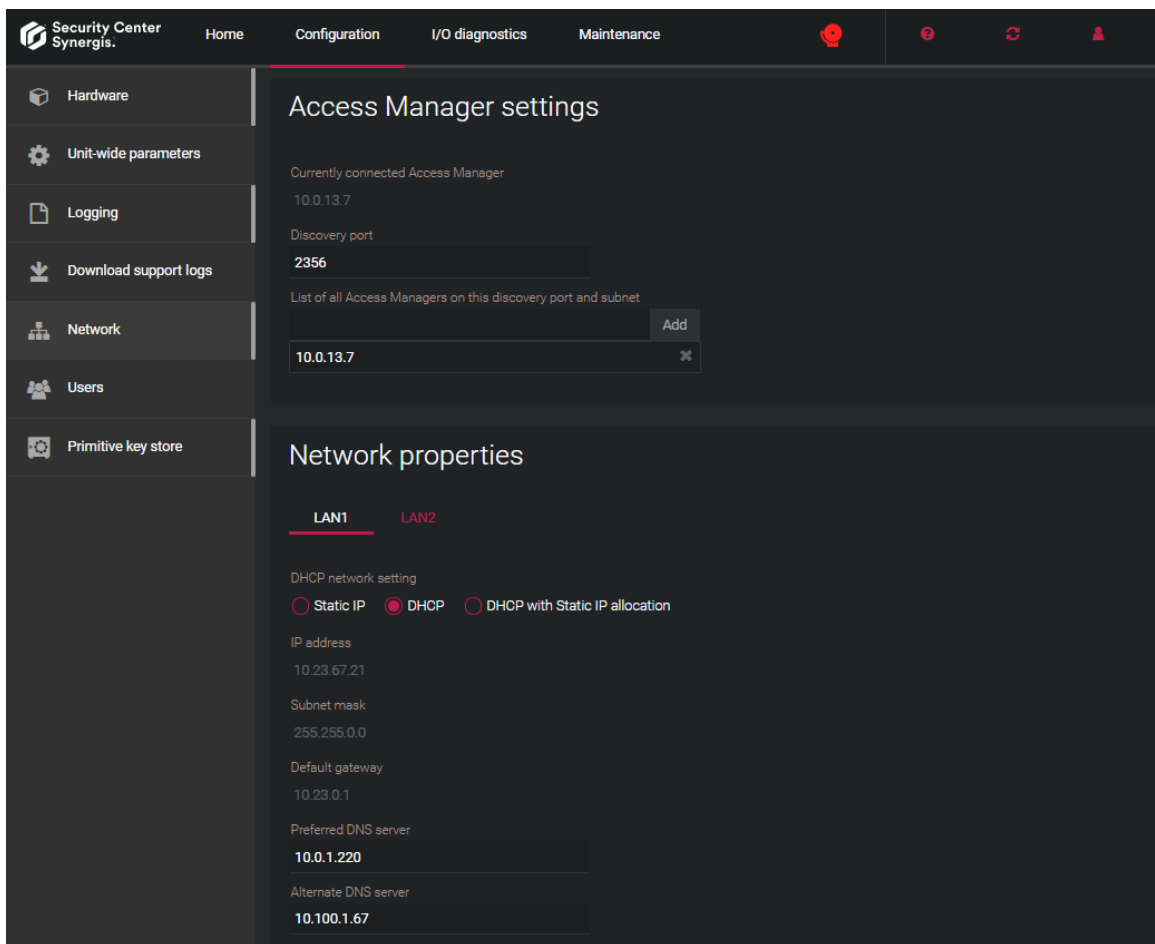 Security Center
Synergis.
Home Configuration I/O diagnostics Maintenance
Hardware
Unit-wide parameters
Logging
Download support logs
Network
Users
Primitive key store
Access Manager settings
Currently connected Access Manager
10.0.13.7
Discovery port
2356
List of all Access Managers on this discovery port and subnet
Add
10.0.13.7
Network properties
LAN1 LAN2
DHCP network setting
Static IP DHCP DHCP with Static IP allocation
IP address
10.23.67.21
Subnet mask
255.255.0.0
Default gateway
10.23.0.1
Preferred DNS server
10.0.1.220
Alternate DNS server
10.100.1.67